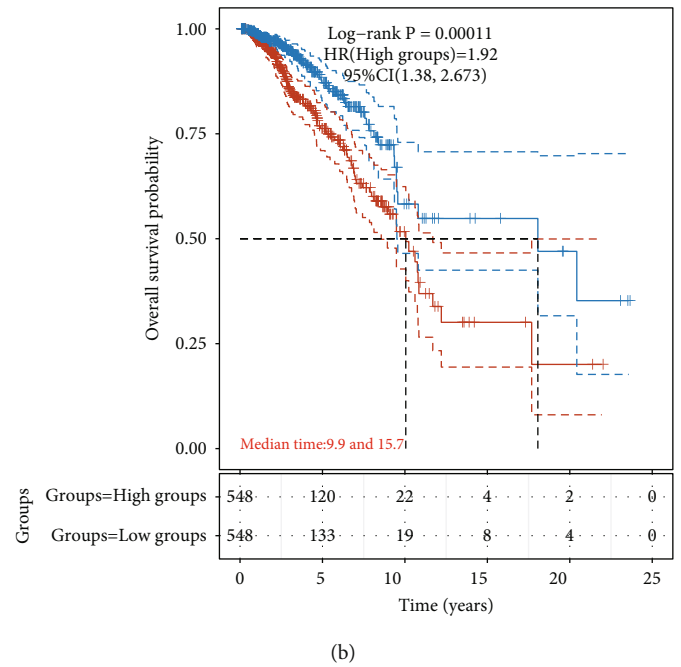 Log−rank P = 0.00011
HR(High groups)=1.92
95%CI(1.38, 2.673)
1.00
0.75
0.50
0.25
0.00
Overall survival probability
Median time:9.9 and 15.7
Groups
Groups=High groups 548 120 22 4 2 0
Groups=Low groups 548 133 19 8 4 0
0 5 10 15 20 25
Time (years)
(b)